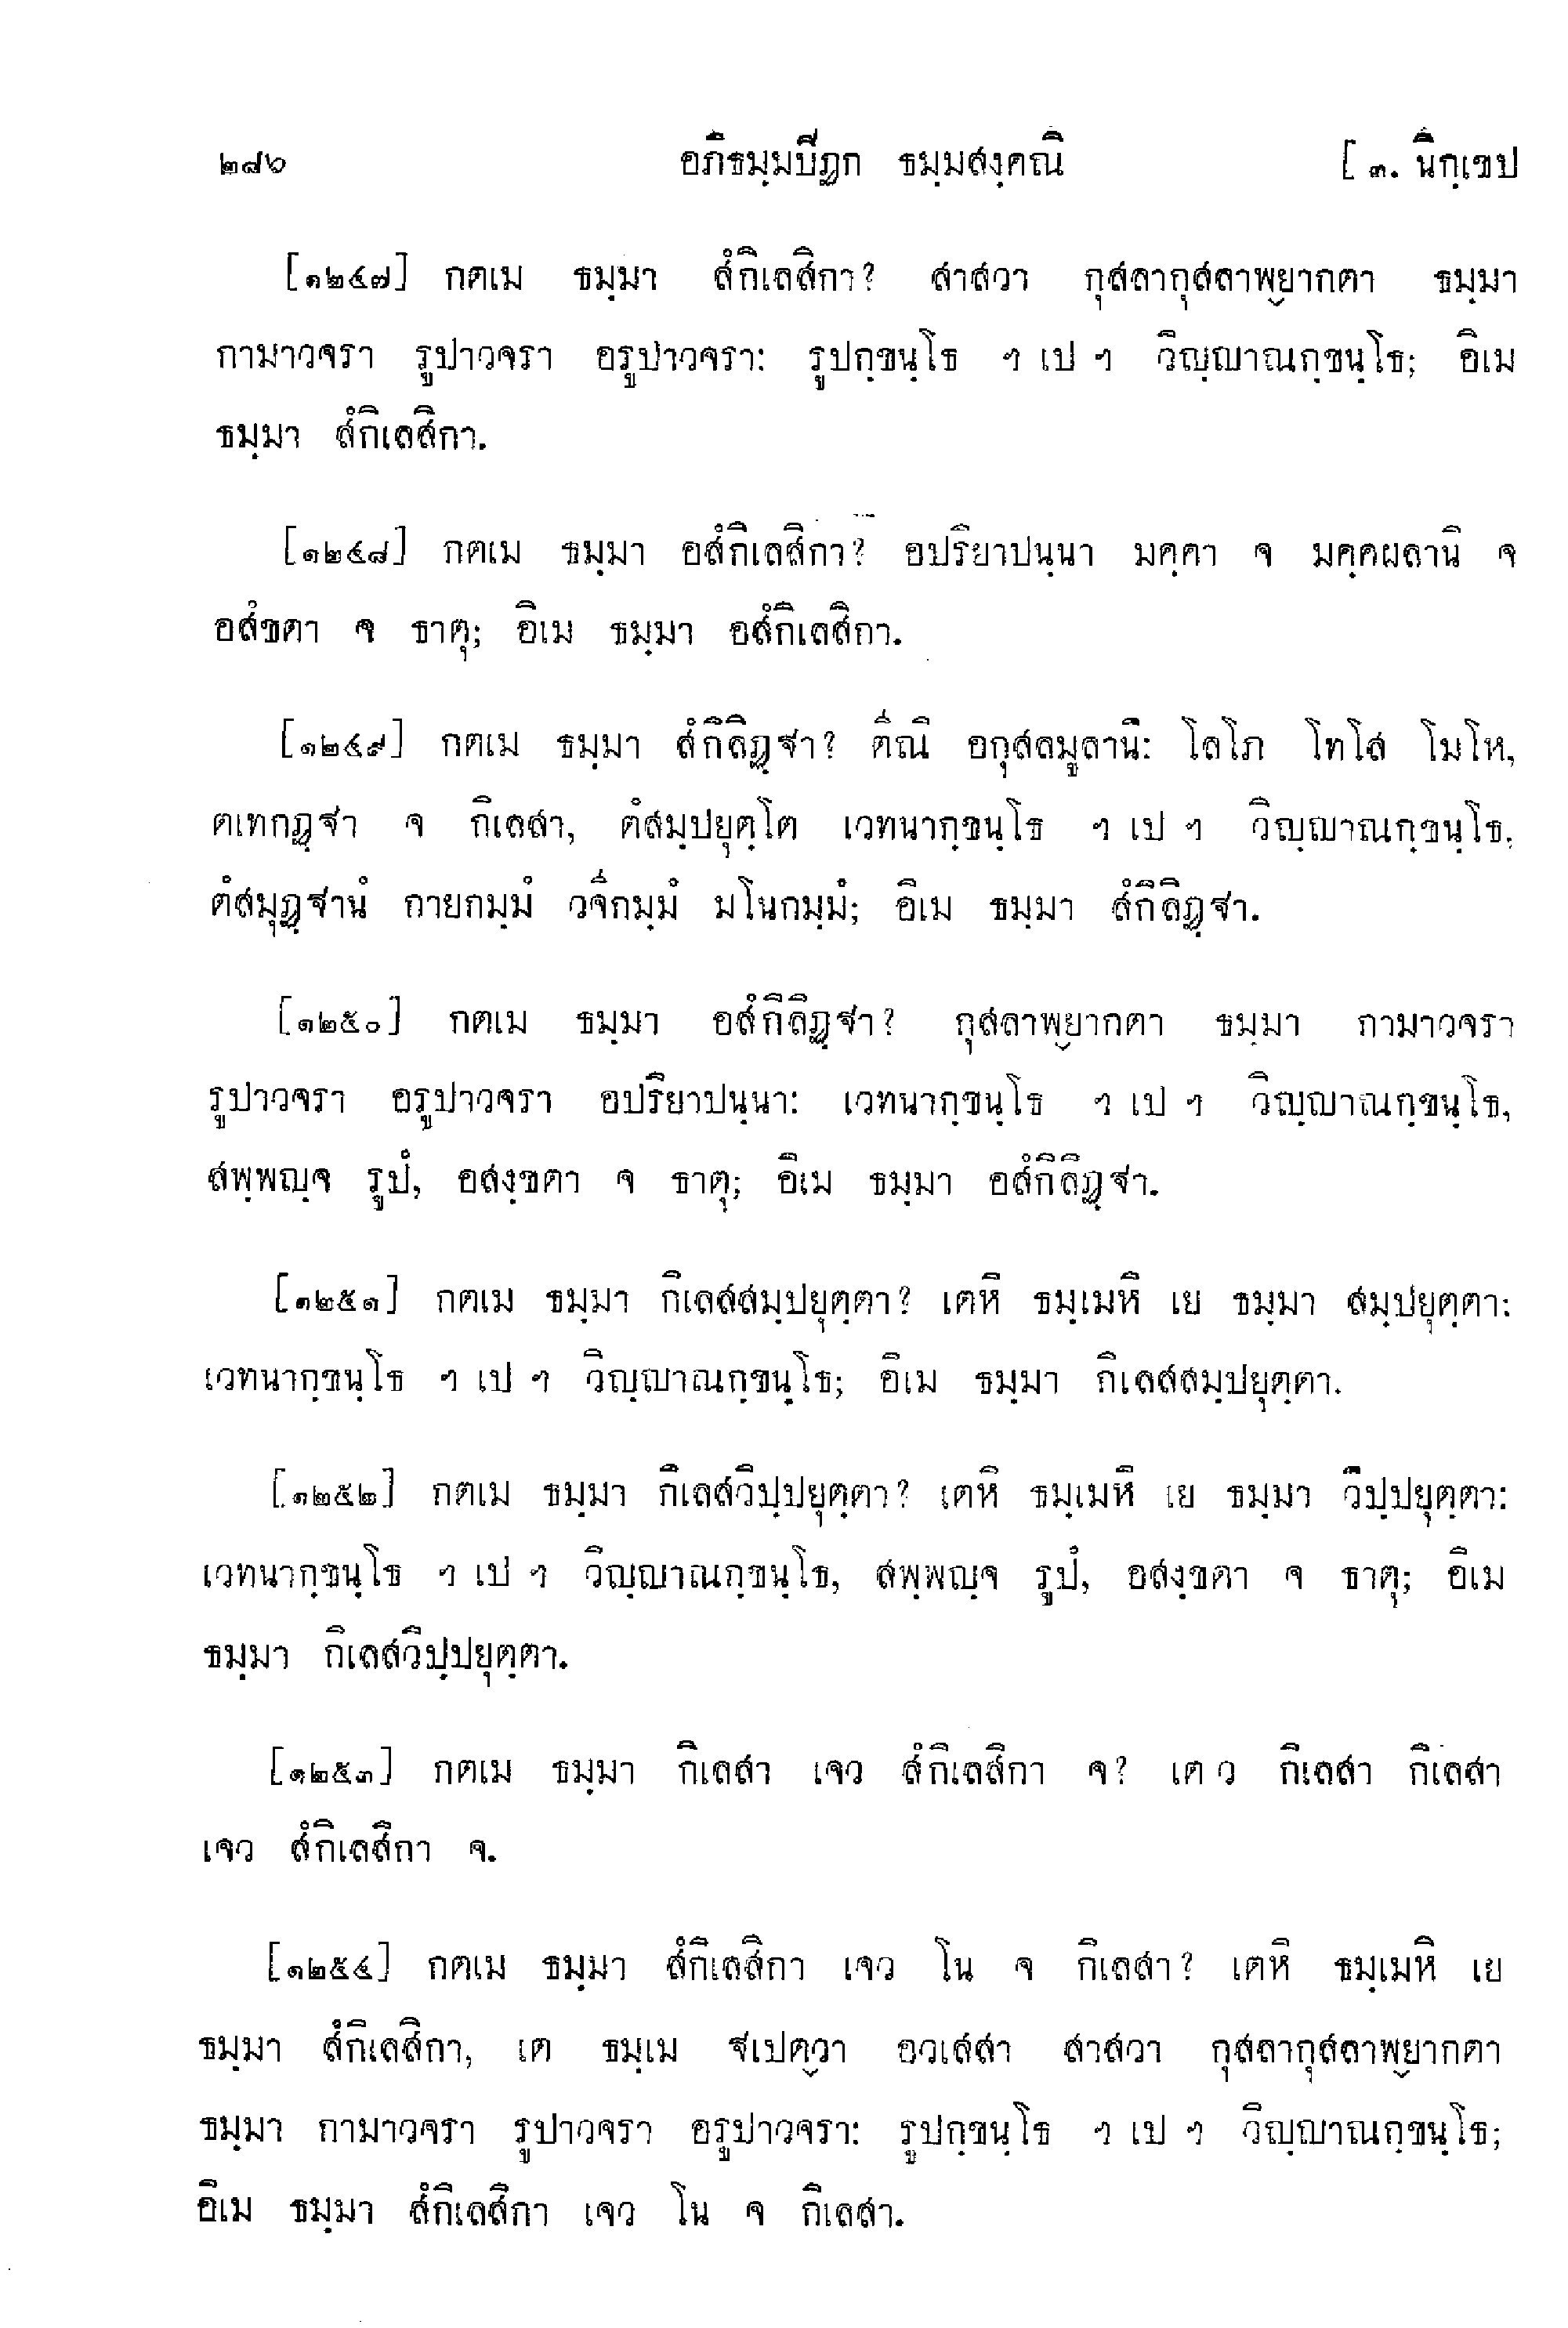 ๒๘๖ อภิธมฺมปิฏก ธมฺมสงฺคณิ [ ๓. นิกฺเขป
[๑๒๔๗] กตเม ธมฺมา สํกิเลสิกา? สาสวา กุสลากุสลาพฺยากตา ธมฺมา
กามาวจรา รูปาวจรา อรูปาวจรา: รูปกฺขนฺโธ ฯ เป ฯ วิญฺญาณกฺขนฺโธ; อิเม
ธมฺมา สํกิเลสิกา.
[๑๒๔๘] กตเม ธมฺมา อสํกิเลสิกา? อปริยาปนฺนา มคฺคา จ มคฺคผลานิ จ
อสํขตา จ ธาตุ; อิเม ธมฺมา อสํกิเลสิกา.
[๑๒๔๙] กตเม ธมฺมา สํกิลิฏฺฐา? ตีณิ อกุสลมูลานิ: โลโภ โทโส โมโห,
ตเทกฏฺฐา จ กิเลสา, ตํสมฺปยุตฺโต เวทนากฺขนฺโธ ฯ เป ฯ วิญฺญาณกฺขนฺโธ,
ตํสมุฏฺฐานํ กายกมฺมํ วจีกมฺมํ มโนกมฺมํ; อิเม ธมฺมา สํกิลิฏฺฐา.
[๑๒๕๐] กตเม ธมฺมา อสํกิลิฏฺฐา? กุสลาพฺยากตา ธมฺมา กามาวจรา
รูปาวจรา อรูปาวจรา อปริยาปนฺนา: เวทนากฺขนฺโธ ฯ เป ฯ วิญฺญาณกฺขนฺโธ,
สพฺพญฺจ รูปํ, อสงฺขตา จ ธาตุ; อิเม ธมฺมา อสํกิลิฏฺฐา.
[๑๒๕๑] กตเม ธมฺมา กิเลสสมฺปยุตฺตา? เตหิ ธมฺเมหิ เย ธมฺมา สมฺปยุตฺตา:
เวทนากฺขนฺโธ ฯ เป ฯ วิญฺญาณกฺขนฺโธ; อิเม ธมฺมา กิเลสสมฺปยุตฺตา.
[๑๒๕๒] กตเม ธมฺมา กิเลสวิปฺปยุตฺตา? เตหิ ธมฺเมหิ เย ธมฺมา วิปฺปยุตฺตา:
เวทนากฺขนฺโธ ฯ เป ฯ วิญฺญาณกฺขนฺโธ, สพฺพญฺจ รูปํ, อสงฺขตา จ ธาตุ; อิเม
ธมฺมา กิเลสวิปฺปยุตฺตา.
[๑๒๕๓] กตเม ธมฺมา กิเลสา เจว สํกิเลสิกา จ? เต ว กิเลสา กิเลสา
เจว สํกิเลสิกา จ.
[๑๒๕๔] กตเม ธมฺมา สํกิเลสิกา เจว โน จ กิเลสา? เตหิ ธมฺเมหิ เย
ธมฺมา สํกิเลสิกา, เต ธมฺเม ฐเปตฺวา อวเสสา สาสวา กุสลากุสลาพฺยากตา
ธมฺมา กามาวจรา รูปาวจรา อรูปาวจรา: รูปกฺขนฺโธ ฯ เป ฯ วิญฺญาณกฺขนฺโธ;
อิเม ธมฺมา สํกิเลสิกา เจว โน จ กิเลสา.